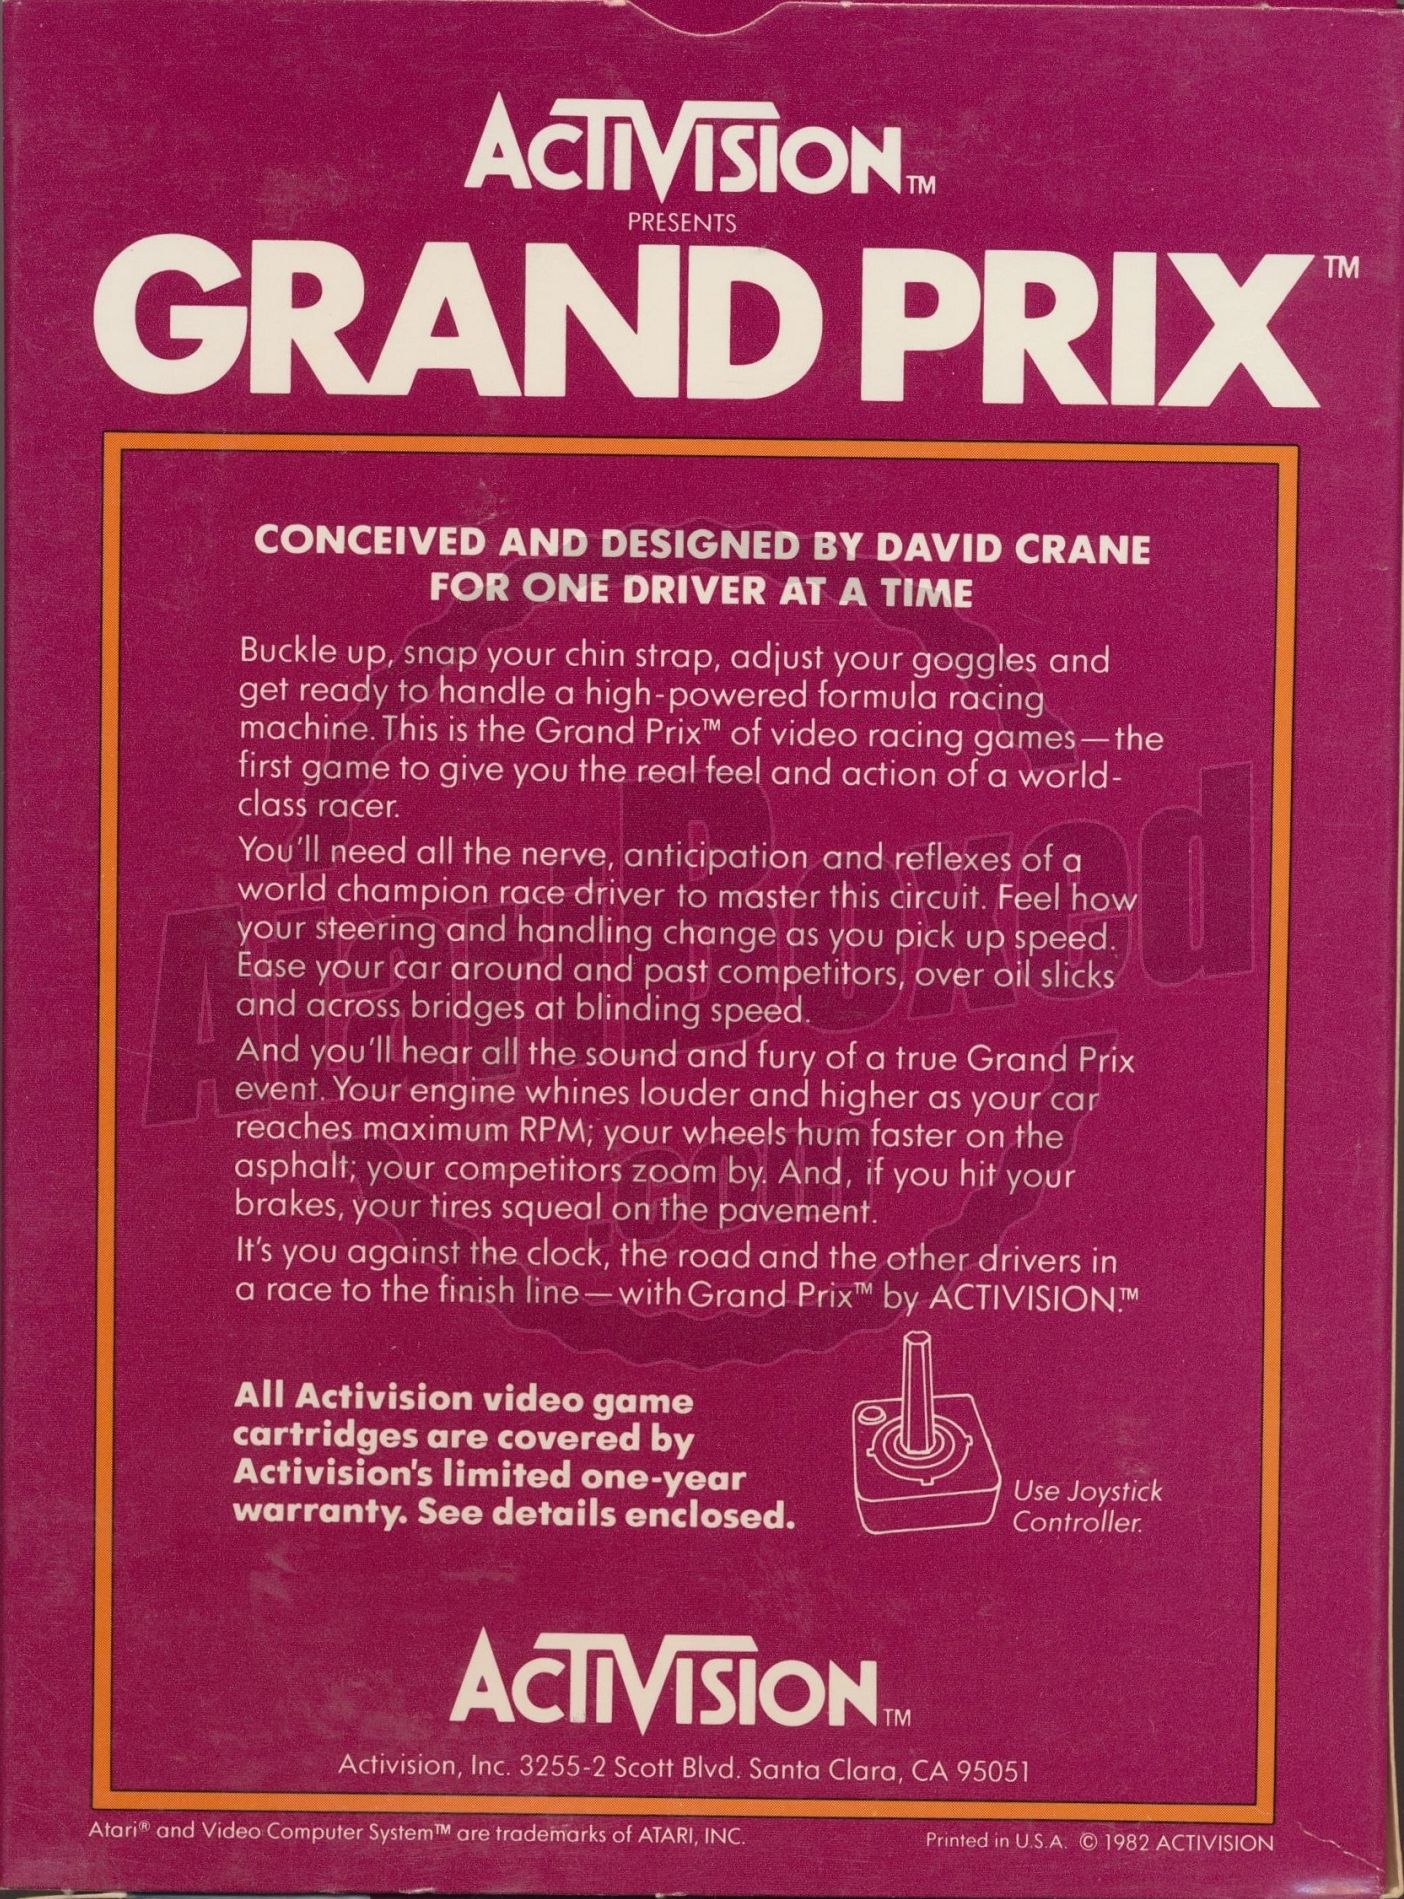 ACTIVISION™
PRESENTS
GRAND PRIX™
CONCEIVED AND DESIGNED BY DAVID CRANE
FOR ONE DRIVER AT A TIME
Buckle up, snap your chin strap, adjust your goggles and
get ready to handle a high-powered formula racing
machine. This is the Grand Prix™ of video racing games—the
first game to give you the real feel and action of a world-
class racer.
You'll need all the nerve, anticipation and reflexes of a
world champion race driver to master this circuit. Feel how
your steering and handling change as you pick up speed.
Ease your car around and past competitors, over oil slicks
and across bridges at blinding speed.
And you'll hear all the sound and fury of a true Grand Prix
event. Your engine whines louder and higher as your car
reaches maximum RPM; your wheels hum faster on the
asphalt; your competitors zoom by. And, if you hit your
brakes, your tires squeal on the pavement.
It's you against the clock, the road and the other drivers in
a race to the finish line—with Grand Prix™ by ACTIVISION.™
All Activision video game
cartridges are covered by
Activision's limited one-year
warranty. See details enclosed.
Use Joystick
Controller.
ACTIVISION™
Activision, Inc. 3255-2 Scott Blvd. Santa Clara, CA 95051
Atari® and Video Computer System™ are trademarks of ATARI, INC.
Printed in U.S.A. © 1982 ACTIVISION
AtariBoxed
.com